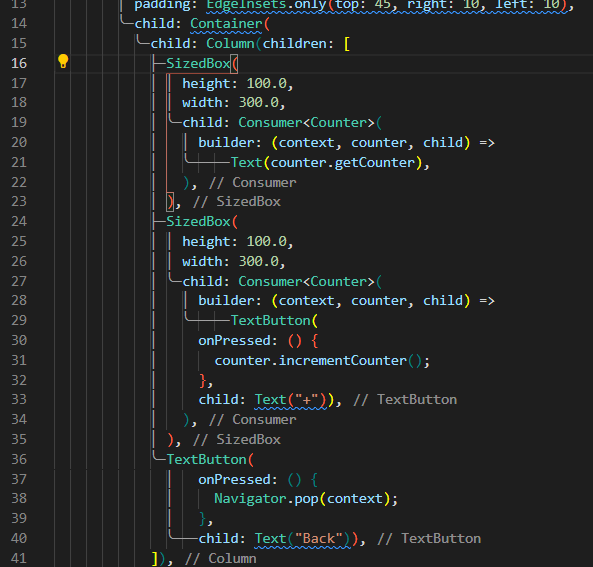 13 padding: EdgeInsets.only(top: 45, right: 10, left: 10),
14 child: Container(
15 child: Column(children: [
16 SizedBox(
17 height: 100.0,
18 width: 300.0,
19 child: Consumer<Counter>(
20 builder: (context, counter, child) =>
21 Text(counter.getCounter),
22 ), // Consumer
23 ), // SizedBox
24 SizedBox(
25 height: 100.0,
26 width: 300.0,
27 child: Consumer<Counter>(
28 builder: (context, counter, child) =>
29 TextButton(
30 onPressed: () {
31 counter.incrementCounter();
32 },
33 child: Text("+")), // TextButton
34 ), // Consumer
35 ), // SizedBox
36 TextButton(
37 onPressed: () {
38 Navigator.pop(context);
39 },
40 child: Text("Back")), // TextButton
41 ]), // Column